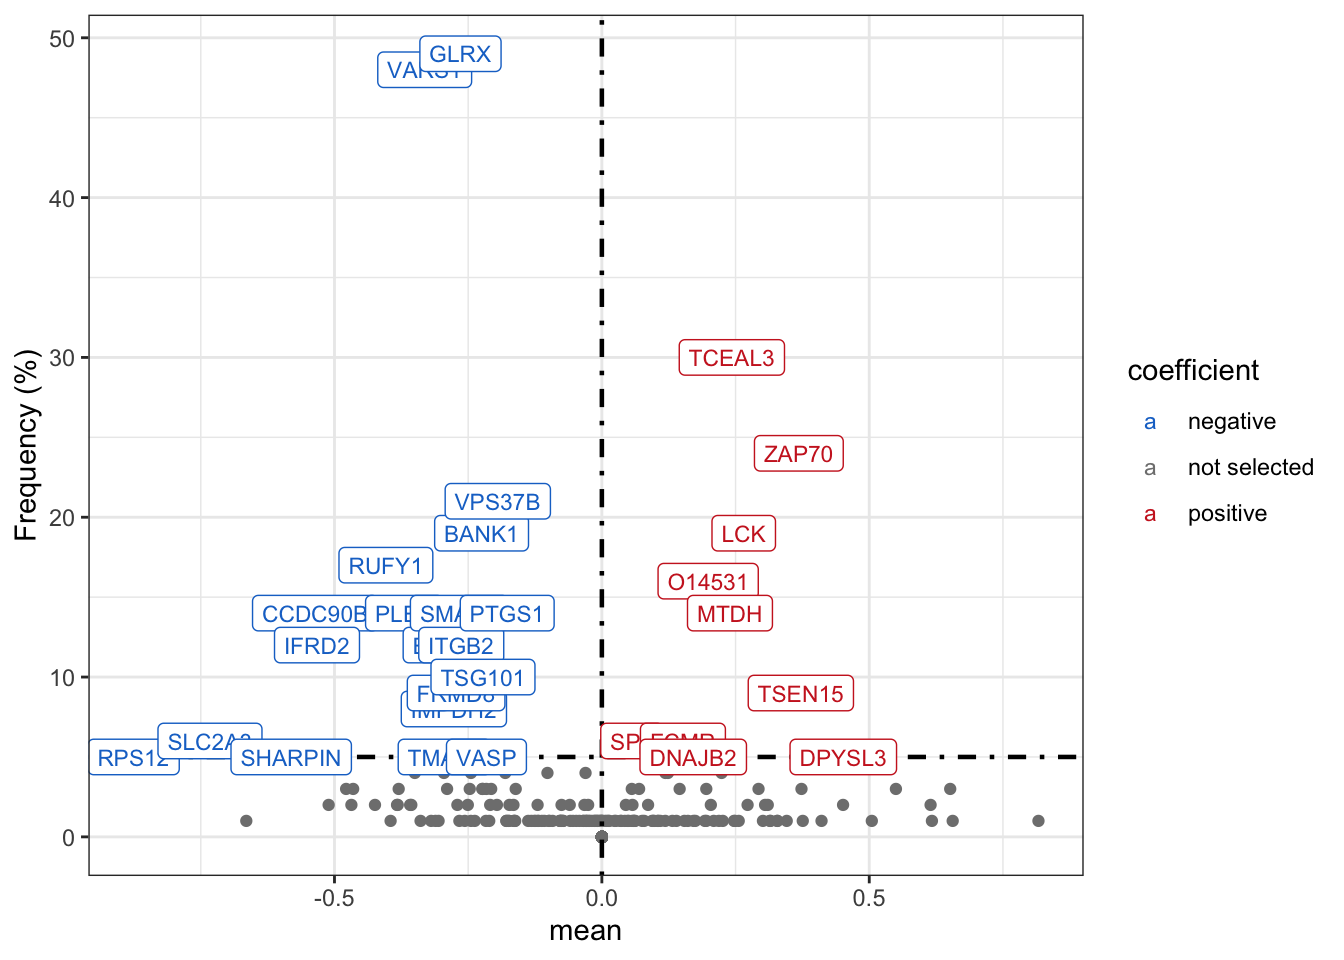 50
GLRX
40
30
TCEAL3
coefficient
a negative
a not selected
a positive
Frequency (%)
ZAP70
20
VPS37B
BANK1
LCK
RUFY1
O14531
CCDC90B
PTGS1
MTDH
IFRD2
ITGB2
10
TSG101
TSEN15
RPS12
SHARPIN
VASP
DNAJB2
DPYSL3
0
-0.5 0.0 0.5
mean